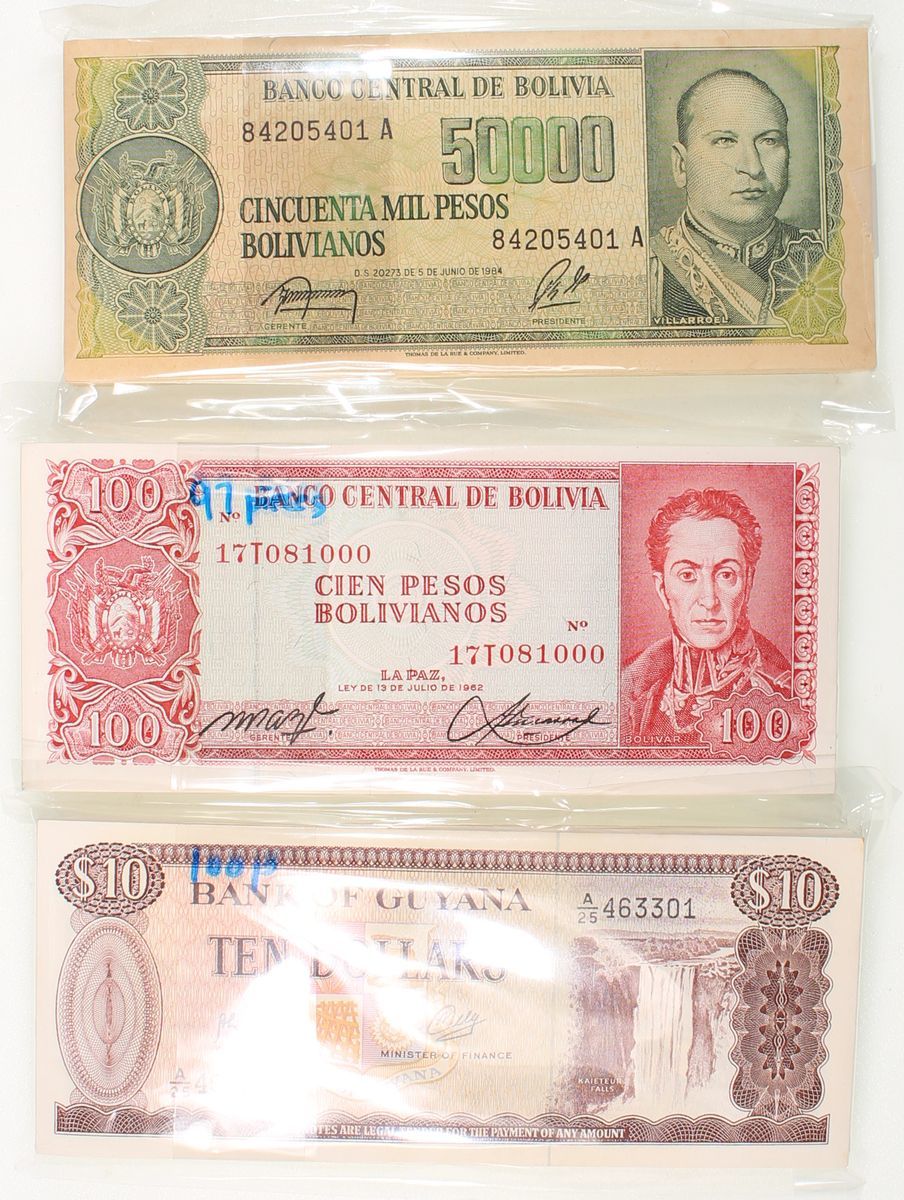 BANCO CENTRAL DE BOLIVIA
84205401 A
50000
CINCUENTA MIL PESOS
BOLIVIANOS
84205401 A
D.S. 20273 DE 5 DE JUNIO DE 1984
GERENTE
PRESIDENTE
VILLARROEL
THOMAS DE LA RUE & COMPANY, LIMITED.
100
97 pces
BANCO CENTRAL DE BOLIVIA
Nº
17T081000
CIEN PESOS
BOLIVIANOS
Nº
17T081000
LA PAZ,
LEY DE 13 DE JULIO DE 1962
100
GERENTE
PRESIDENTE
BOLIVAR
100
THOMAS DE LA RUE & COMPANY, LIMITED.
$10
100p
$10
BANK OF GUYANA
A/25 463301
TEN DOLLARS
MINISTER OF FINANCE
KAIETEUR
FALLS
A/25
NOTES ARE LEGAL TENDER FOR THE PAYMENT OF ANY AMOUNT